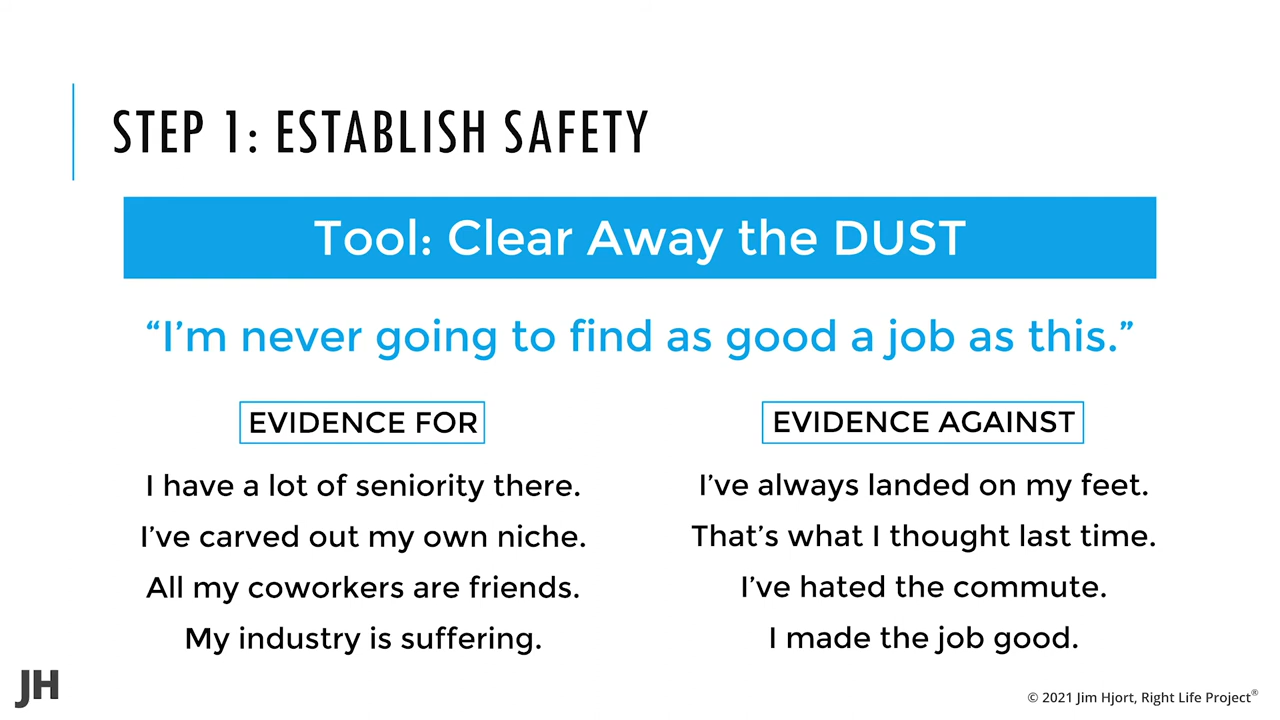 STEP 1: ESTABLISH SAFETY
Tool: Clear Away the DUST
“I’m never going to find as good a job as this.”
EVIDENCE FOR
I have a lot of seniority there.
I’ve carved out my own niche.
All my coworkers are friends.
My industry is suffering.
EVIDENCE AGAINST
I’ve always landed on my feet.
That’s what I thought last time.
I’ve hated the commute.
I made the job good.
JH
© 2021 Jim Hjort, Right Life Project®